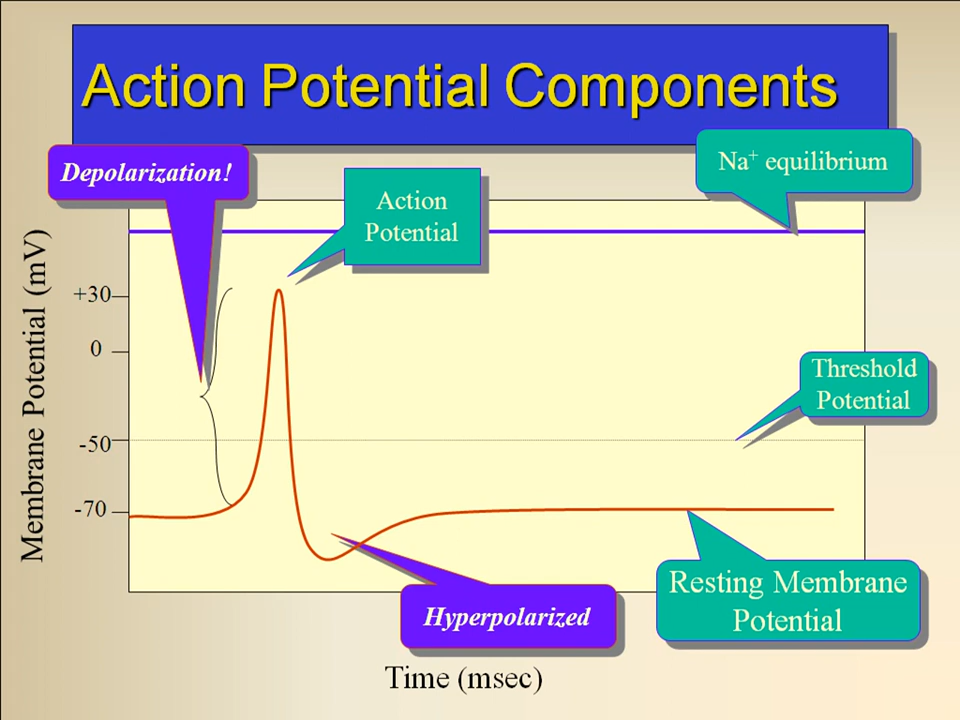 Action Potential Components
Depolarization!
Na⁺ equilibrium
Action
Potential
Membrane Potential (mV)
+30
0
Threshold
Potential
-50
-70
Resting Membrane
Potential
Hyperpolarized
Time (msec)